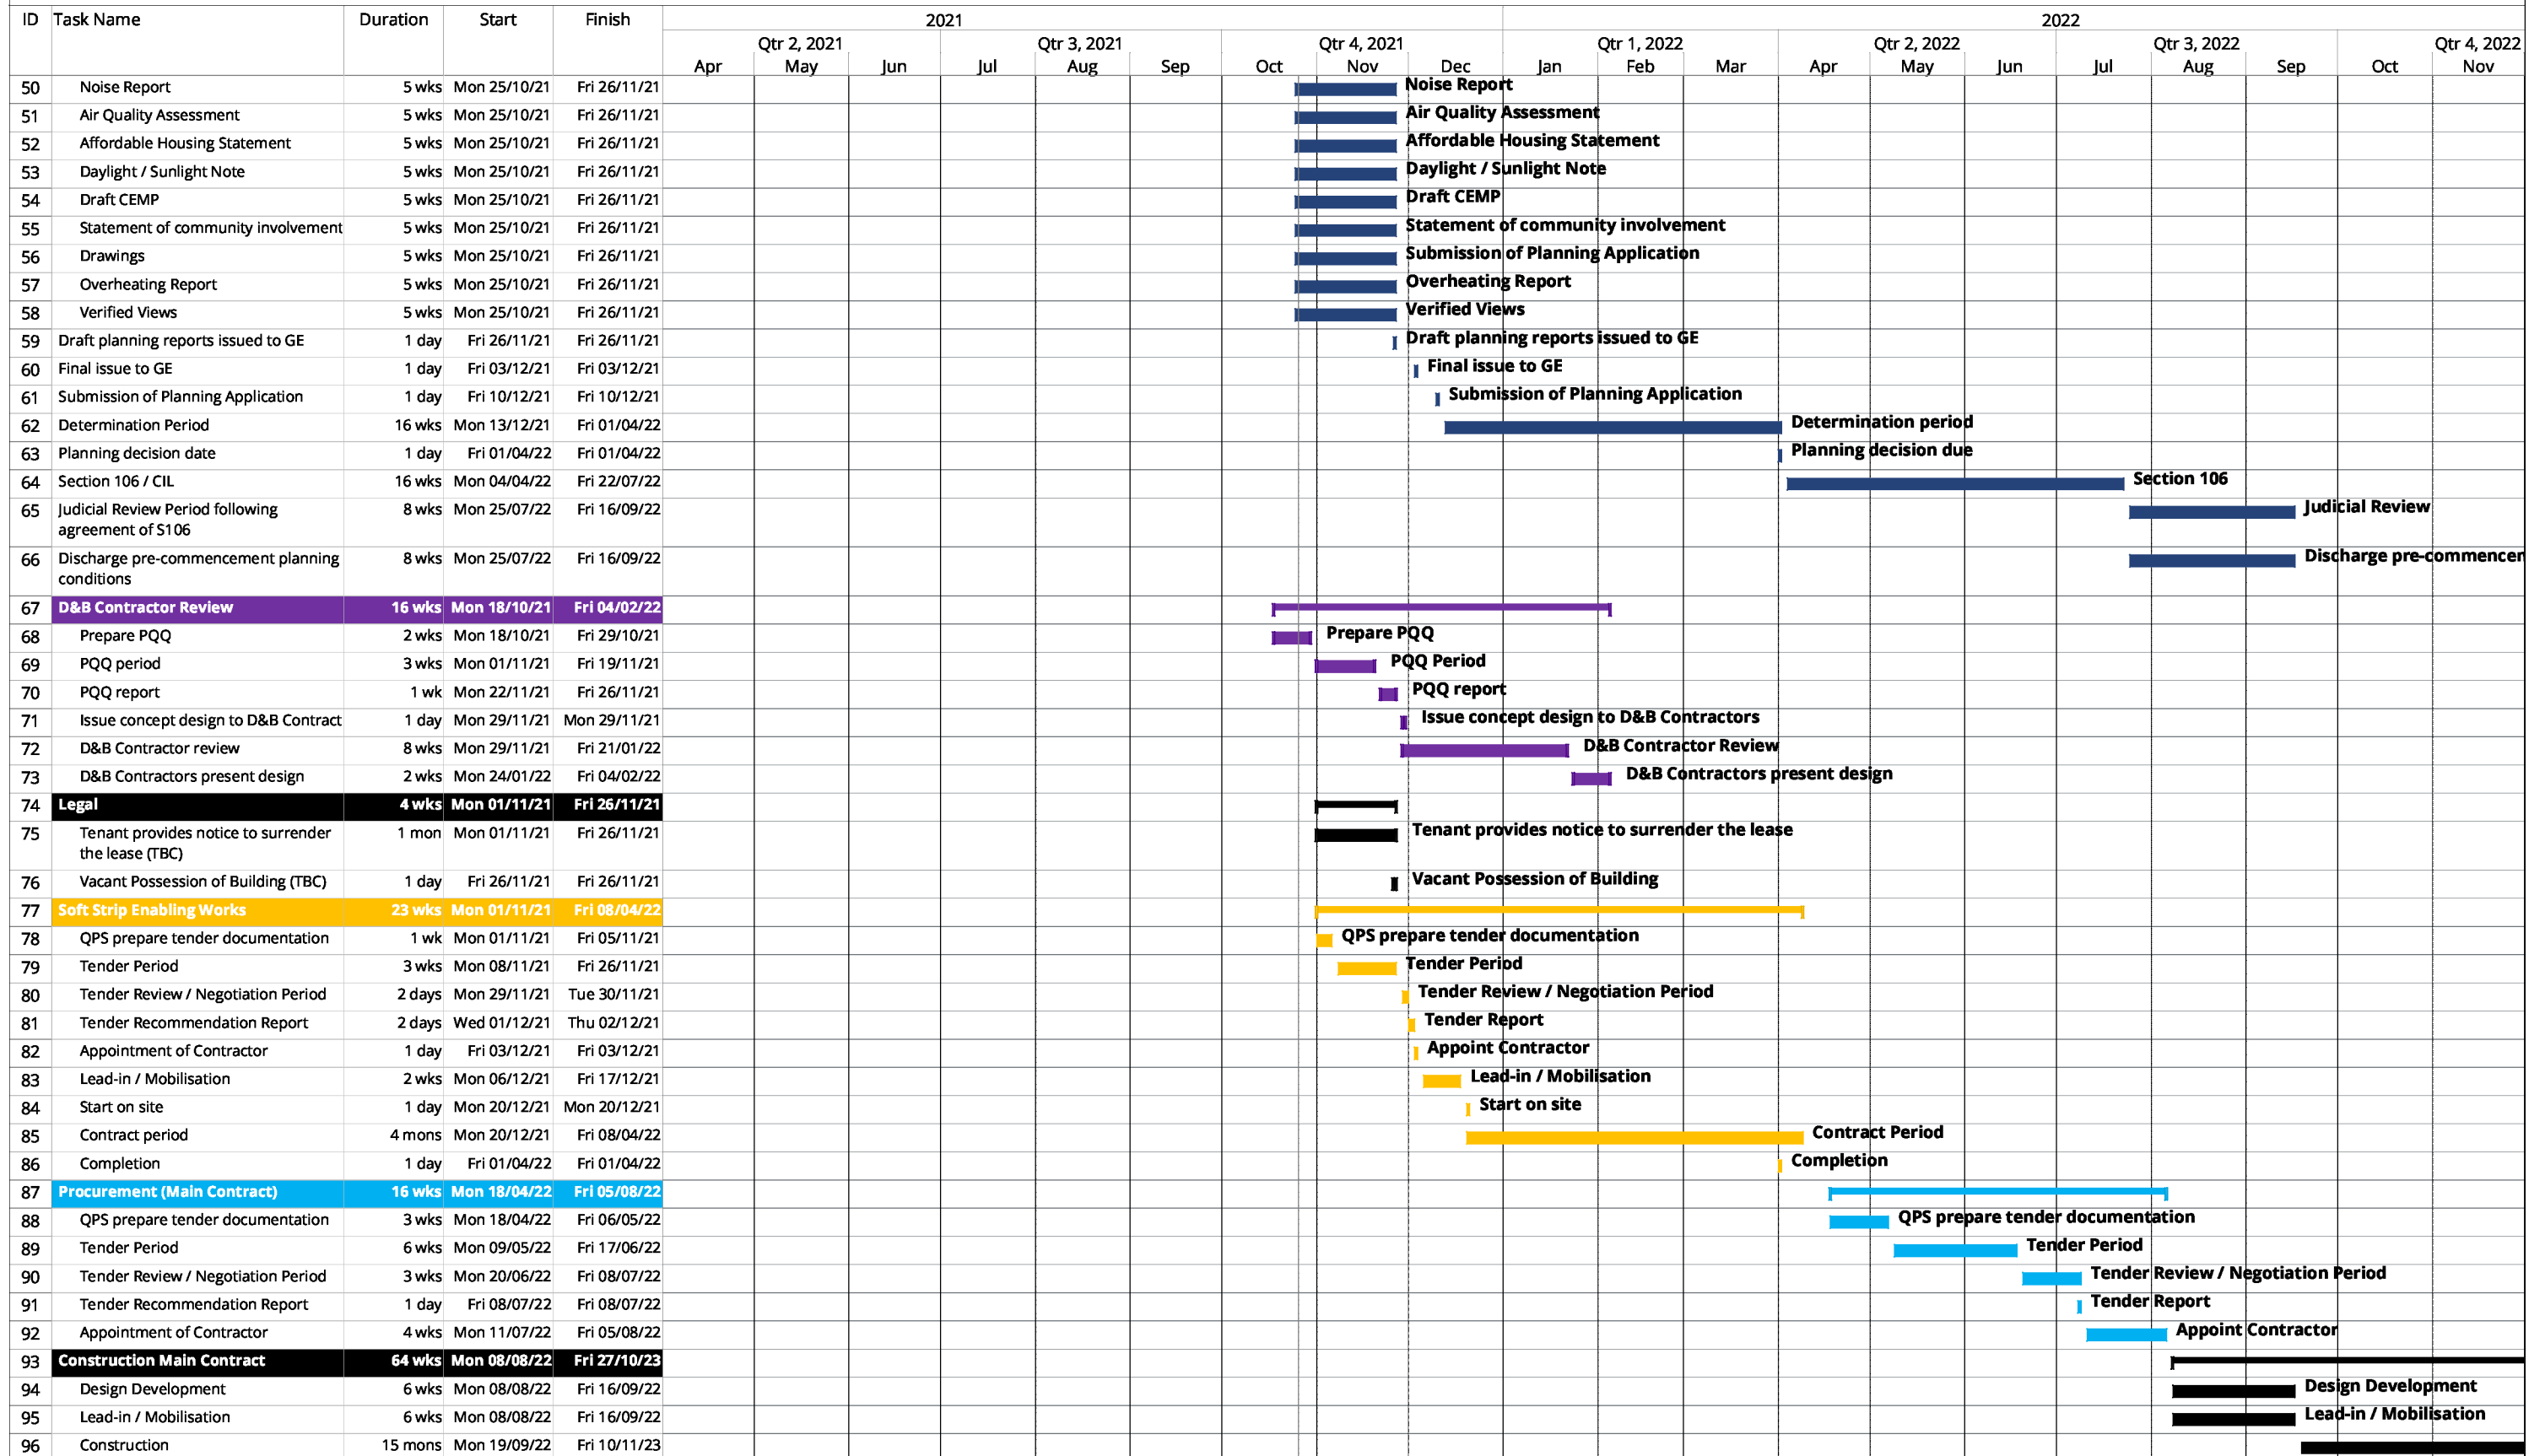 ID Task Name Duration Start Finish 2021 2022
Qtr 2, 2021 Qtr 3, 2021 Qtr 4, 2021 Qtr 1, 2022 Qtr 2, 2022 Qtr 3, 2022 Qtr 4, 2022
Apr May Jun Jul Aug Sep Oct Nov Dec Jan Feb Mar Apr May Jun Jul Aug Sep Oct Nov
50 Noise Report 5 wks Mon 25/10/21 Fri 26/11/21 Noise Report
51 Air Quality Assessment 5 wks Mon 25/10/21 Fri 26/11/21 Air Quality Assessment
52 Affordable Housing Statement 5 wks Mon 25/10/21 Fri 26/11/21 Affordable Housing Statement
53 Daylight / Sunlight Note 5 wks Mon 25/10/21 Fri 26/11/21 Daylight / Sunlight Note
54 Draft CEMP 5 wks Mon 25/10/21 Fri 26/11/21 Draft CEMP
55 Statement of community involvement 5 wks Mon 25/10/21 Fri 26/11/21 Statement of community involvement
56 Drawings 5 wks Mon 25/10/21 Fri 26/11/21 Submission of Planning Application
57 Overheating Report 5 wks Mon 25/10/21 Fri 26/11/21 Overheating Report
58 Verified Views 5 wks Mon 25/10/21 Fri 26/11/21 Verified Views
59 Draft planning reports issued to GE 1 day Fri 26/11/21 Fri 26/11/21 Draft planning reports issued to GE
60 Final issue to GE 1 day Fri 03/12/21 Fri 03/12/21 Final issue to GE
61 Submission of Planning Application 1 day Fri 10/12/21 Fri 10/12/21 Submission of Planning Application
62 Determination Period 16 wks Mon 13/12/21 Fri 01/04/22 Determination period
63 Planning decision date 1 day Fri 01/04/22 Fri 01/04/22 Planning decision due
64 Section 106 / CIL 16 wks Mon 04/04/22 Fri 22/07/22 Section 106
65 Judicial Review Period following 8 wks Mon 25/07/22 Fri 16/09/22 Judicial Review
agreement of S106
66 Discharge pre-commencement planning 8 wks Mon 25/07/22 Fri 16/09/22 Discharge pre-commencem
conditions
67 D&B Contractor Review 16 wks Mon 18/10/21 Fri 04/02/22
68 Prepare PQQ 2 wks Mon 18/10/21 Fri 29/10/21 Prepare PQQ
69 PQQ period 3 wks Mon 01/11/21 Fri 19/11/21 PQQ Period
70 PQQ report 1 wk Mon 22/11/21 Fri 26/11/21 PQQ report
71 Issue concept design to D&B Contract 1 day Mon 29/11/21 Mon 29/11/21 Issue concept design to D&B Contractors
72 D&B Contractor review 8 wks Mon 29/11/21 Fri 21/01/22 D&B Contractor Review
73 D&B Contractors present design 2 wks Mon 24/01/22 Fri 04/02/22 D&B Contractors present design
74 Legal 4 wks Mon 01/11/21 Fri 26/11/21
75 Tenant provides notice to surrender 1 mon Mon 01/11/21 Fri 26/11/21 Tenant provides notice to surrender the lease
the lease (TBC)
76 Vacant Possession of Building (TBC) 1 day Fri 26/11/21 Fri 26/11/21 Vacant Possession of Building
77 Soft Strip Enabling Works 23 wks Mon 01/11/21 Fri 08/04/22
78 QPS prepare tender documentation 1 wk Mon 01/11/21 Fri 05/11/21 QPS prepare tender documentation
79 Tender Period 3 wks Mon 08/11/21 Fri 26/11/21 Tender Period
80 Tender Review / Negotiation Period 2 days Mon 29/11/21 Tue 30/11/21 Tender Review / Negotiation Period
81 Tender Recommendation Report 2 days Wed 01/12/21 Thu 02/12/21 Tender Report
82 Appointment of Contractor 1 day Fri 03/12/21 Fri 03/12/21 Appoint Contractor
83 Lead-in / Mobilisation 2 wks Mon 06/12/21 Fri 17/12/21 Lead-in / Mobilisation
84 Start on site 1 day Mon 20/12/21 Mon 20/12/21 Start on site
85 Contract period 4 mons Mon 20/12/21 Fri 08/04/22 Contract Period
86 Completion 1 day Fri 01/04/22 Fri 01/04/22 Completion
87 Procurement (Main Contract) 16 wks Mon 18/04/22 Fri 05/08/22
88 QPS prepare tender documentation 3 wks Mon 18/04/22 Fri 06/05/22 QPS prepare tender documentation
89 Tender Period 6 wks Mon 09/05/22 Fri 17/06/22 Tender Period
90 Tender Review / Negotiation Period 3 wks Mon 20/06/22 Fri 08/07/22 Tender Review / Negotiation Period
91 Tender Recommendation Report 1 day Fri 08/07/22 Fri 08/07/22 Tender Report
92 Appointment of Contractor 4 wks Mon 11/07/22 Fri 05/08/22 Appoint Contractor
93 Construction Main Contract 64 wks Mon 08/08/22 Fri 27/10/23
94 Design Development 6 wks Mon 08/08/22 Fri 16/09/22 Design Development
95 Lead-in / Mobilisation 6 wks Mon 08/08/22 Fri 16/09/22 Lead-in / Mobilisation
96 Construction 15 mons Mon 19/09/22 Fri 10/11/23